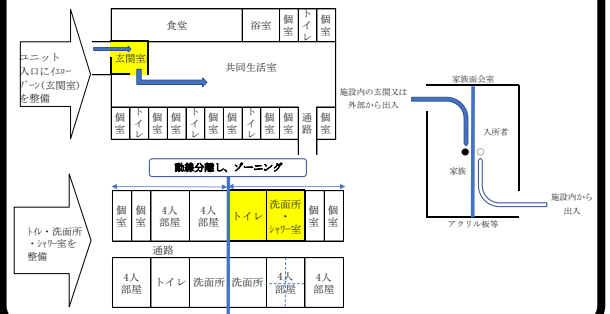 食堂
浴室
個室
トイレ
個室
ユニット
入口にイエロー
ゾーン(玄関室)
を整備
玄関室
共同生活室
個室
トイレ
個室
個室
トイレ
個室
個室
トイレ
個室
個室
通路
個室
家族面会室
施設内の玄関又は
外部から出入
入所者
家族
施設内から
出入
アクリル板等
動線分離し、ゾーニング
トイレ・洗面所
・シャワー室を
整備
個室
個室
4人
部屋
4人
部屋
トイレ
洗面所
・
シャワー室
個室
個室
通路
4人
部屋
トイレ
洗面所
洗面所
4人
部屋
4人
部屋